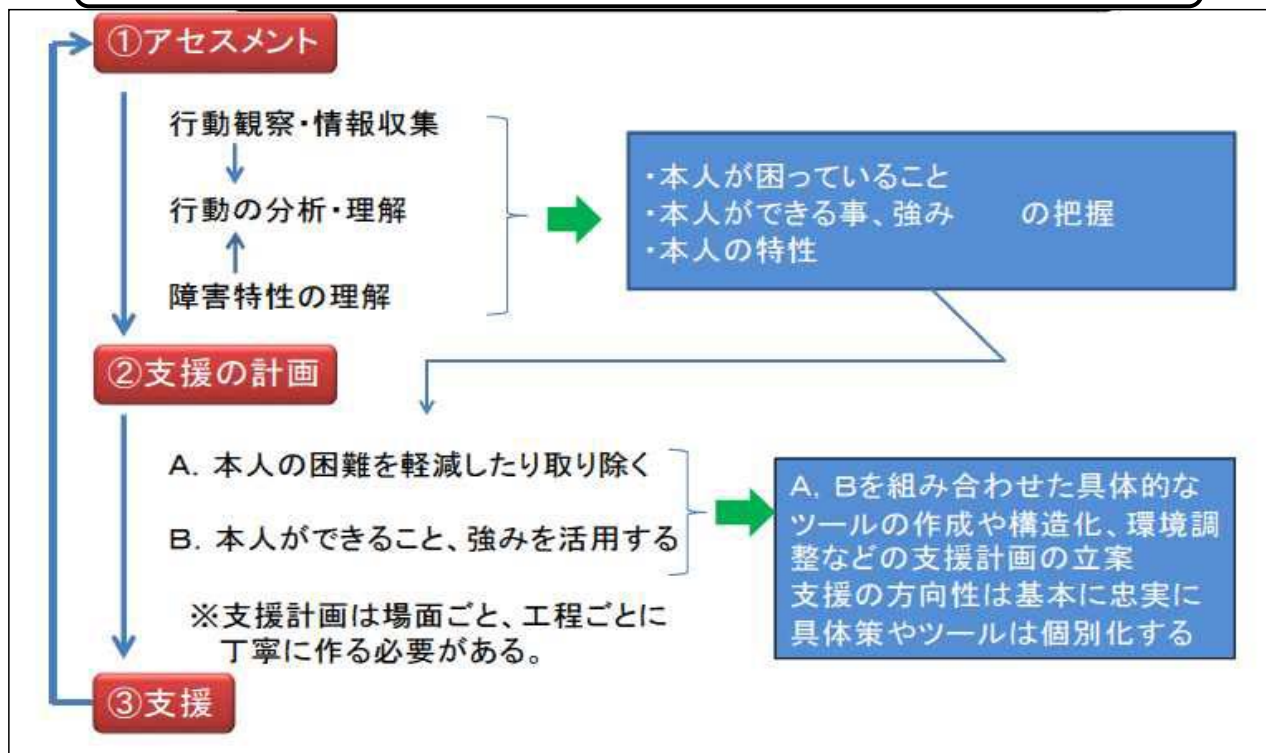 ①アセスメント
行動観察・情報収集
行動の分析・理解
障害特性の理解
・本人が困っていること
・本人ができる事、強み　　の把握
・本人の特性
②支援の計画
A．本人の困難を軽減したり取り除く
B．本人ができること、強みを活用する
※支援計画は場面ごと、工程ごとに
丁寧に作る必要がある。
A．Bを組み合わせた具体的な
ツールの作成や構造化、環境調
整などの支援計画の立案
支援の方向性は基本に忠実に
具体策やツールは個別化する
③支援